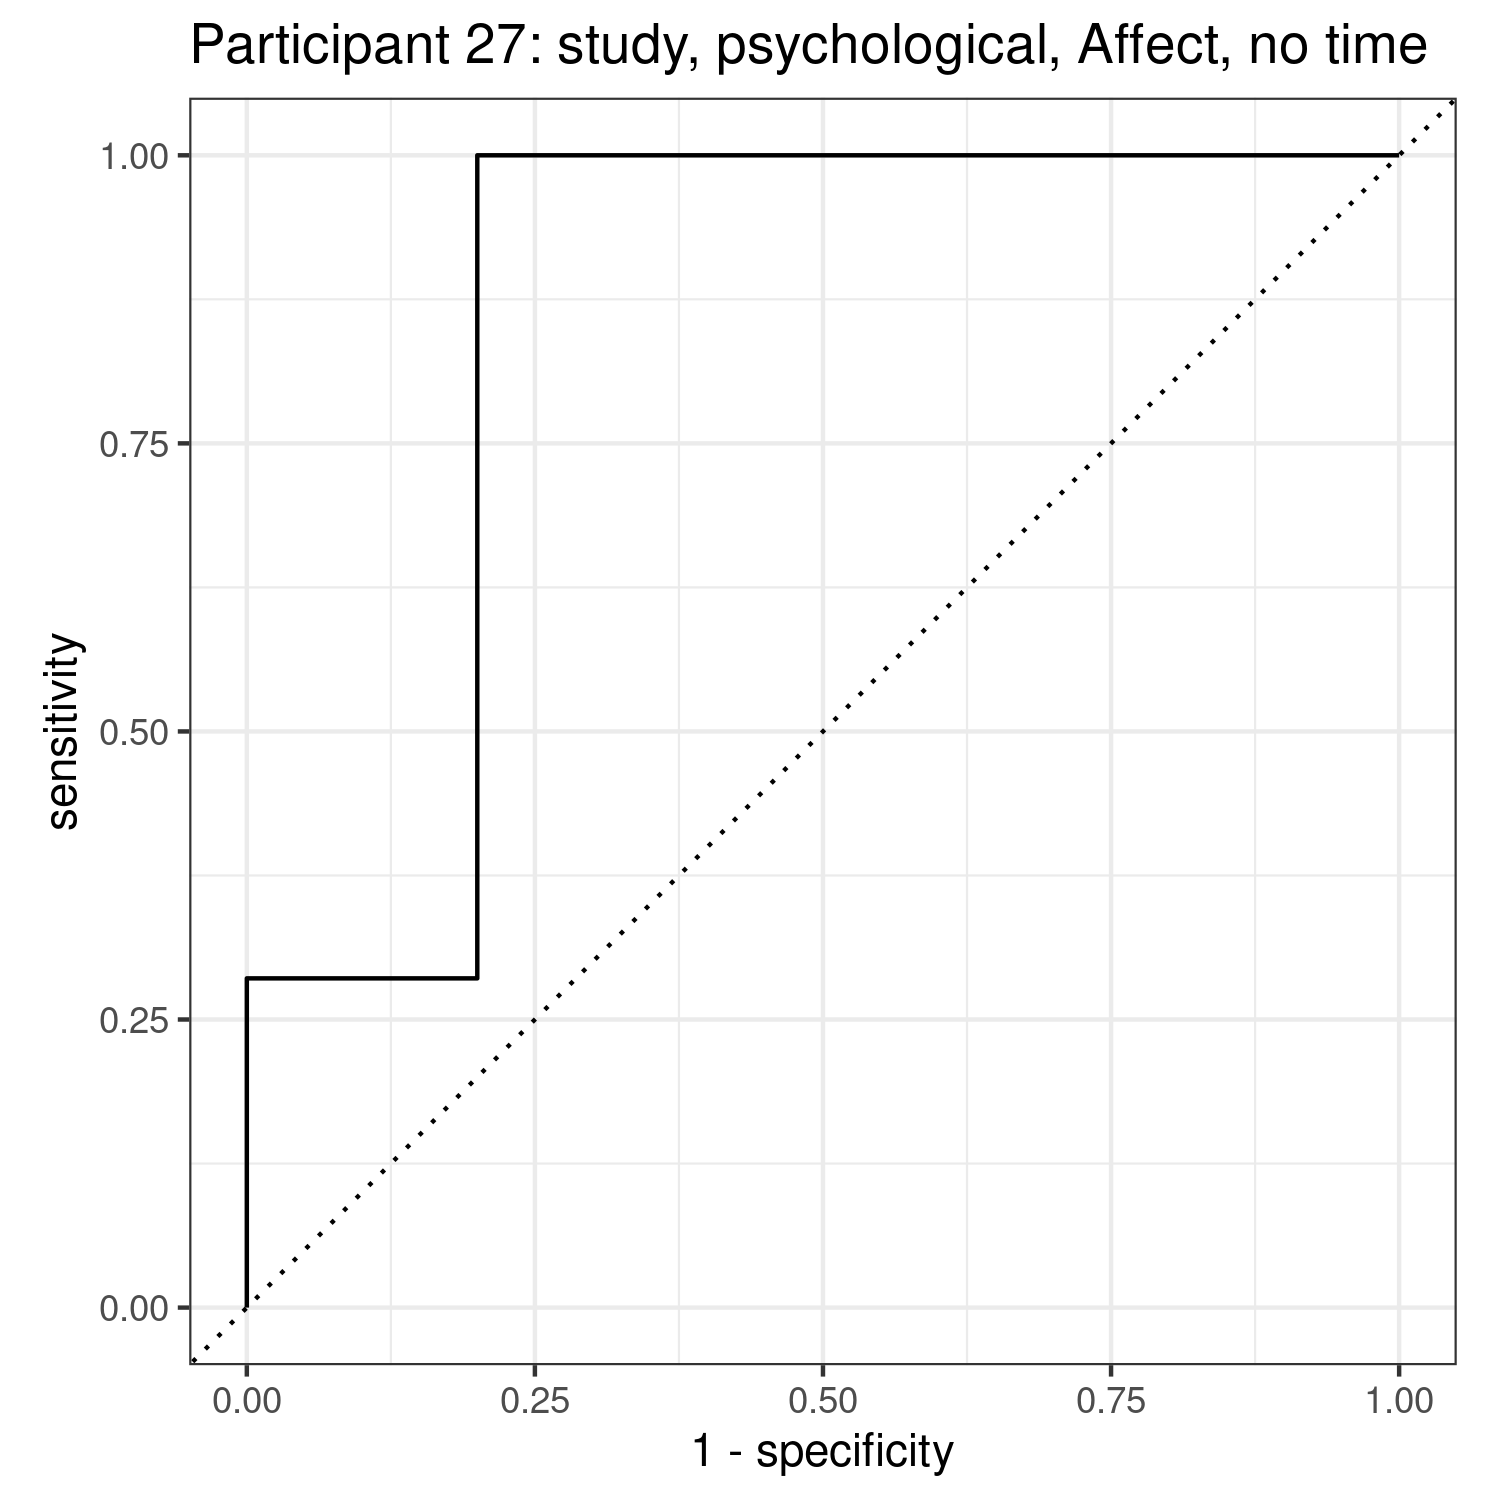 Participant 27: study, psychological, Affect, no time
1.00
0.75
0.50
0.25
0.00
sensitivity
0.00 0.25 0.50 0.75 1.00
1 - specificity